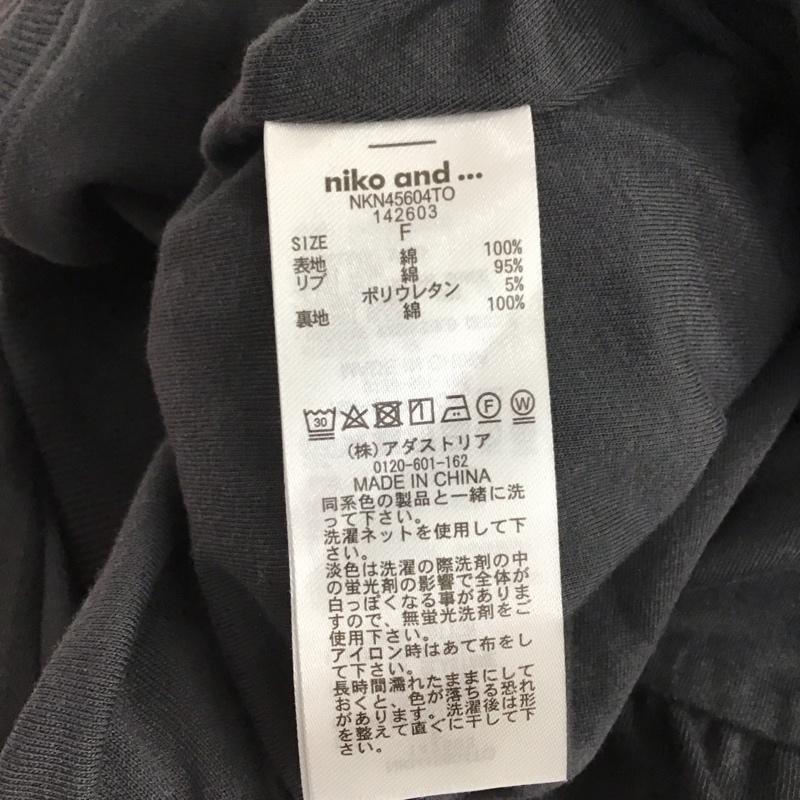 niko and ...
NKN45604TO
142603
SIZE F
表地 綿 100%
リブ 綿 95%
ポリウレタン 5%
裏地 綿 100%
30 F W
(株)アダストリア
0120-601-162
MADE IN CHINA
同系色の製品と一緒に洗
って下さい。
洗濯ネットを使用して下
さい。
淡色は洗濯の際洗剤の中
の蛍光剤の影響で全体が
白っぽくなる事がありま
すので、無蛍光洗剤をご
使用下さい。
アイロン時はあて布をし
て下さい。
長時間濡れたままにして
おくと、色が落ちる恐れ
があります。洗濯後は形
を整えて直ぐに干して下
さい。